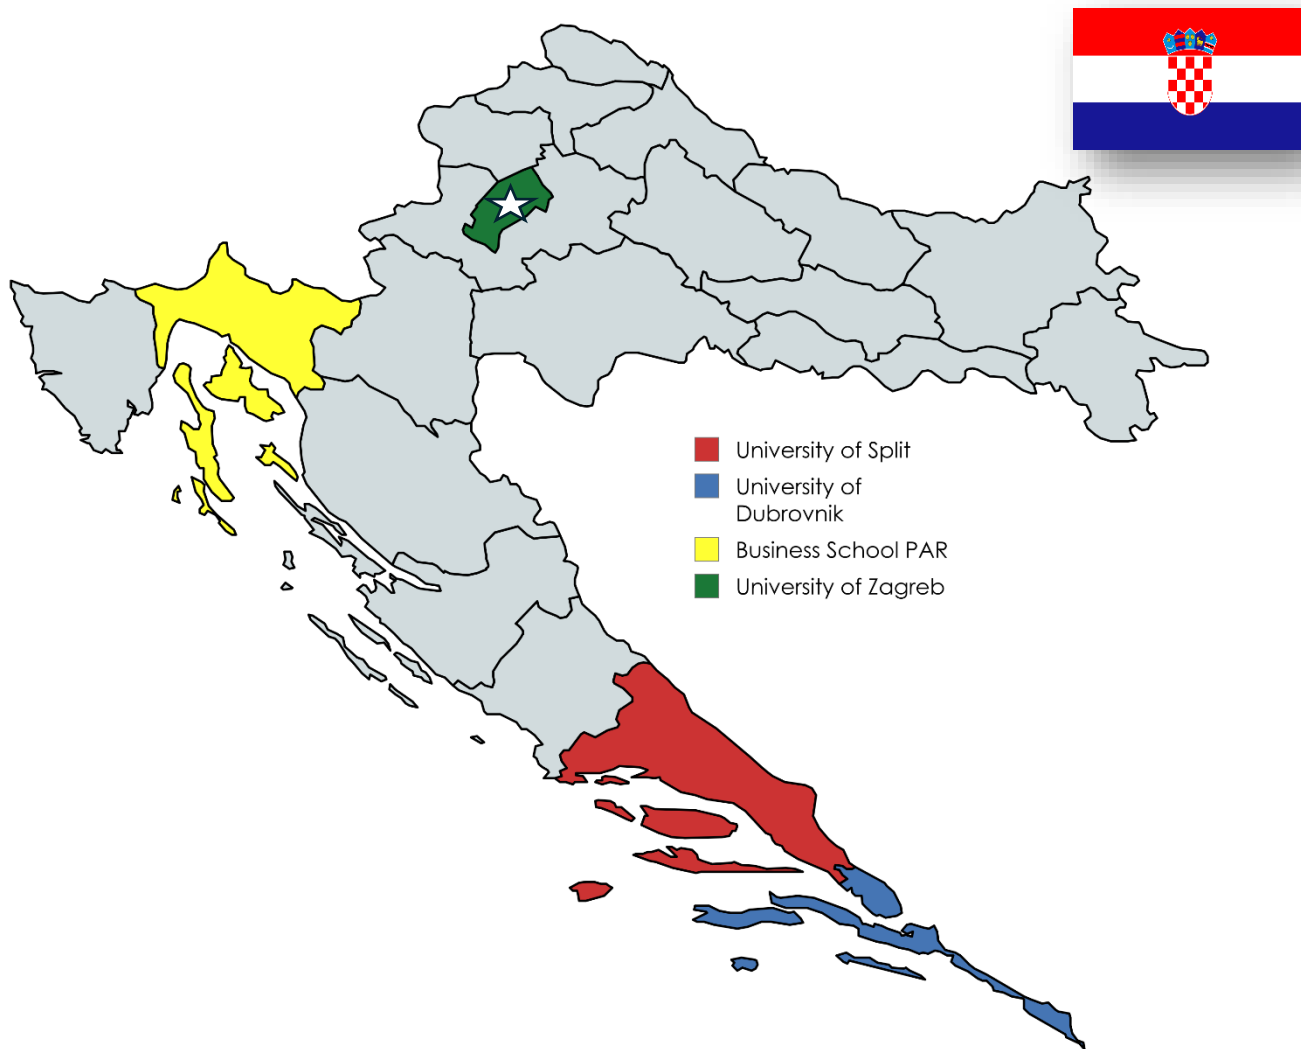 University of Split
University of
Dubrovnik
Business School PAR
University of Zagreb